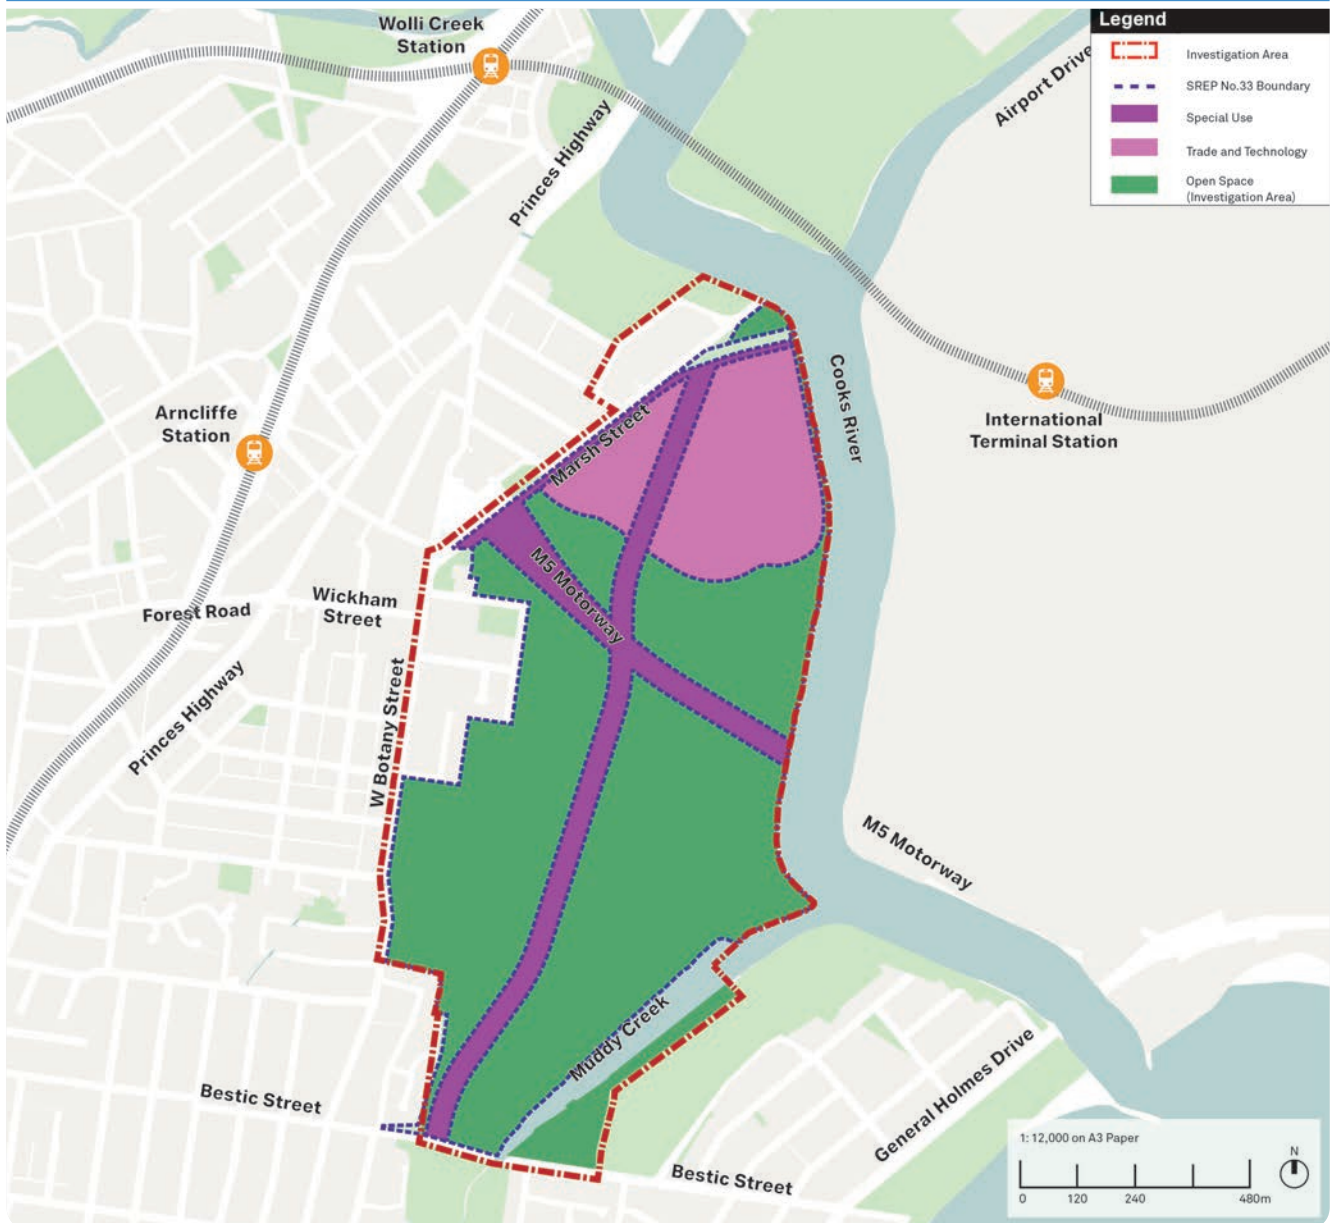 Legend
Investigation Area
SREP No.33 Boundary
Special Use
Trade and Technology
Open Space
(Investigation Area)
Wolli Creek
Station
Airport Drive
Princes Highway
Cooks River
International
Terminal Station
Arncliffe
Station
Marsh Street
M5 Motorway
Wickham
Street
Forest Road
Princes Highway
W Botany Street
M5 Motorway
Muddy Creek
General Holmes Drive
Bestic Street
Bestic Street
1: 12,000 on A3 Paper
N
0 120 240 480m